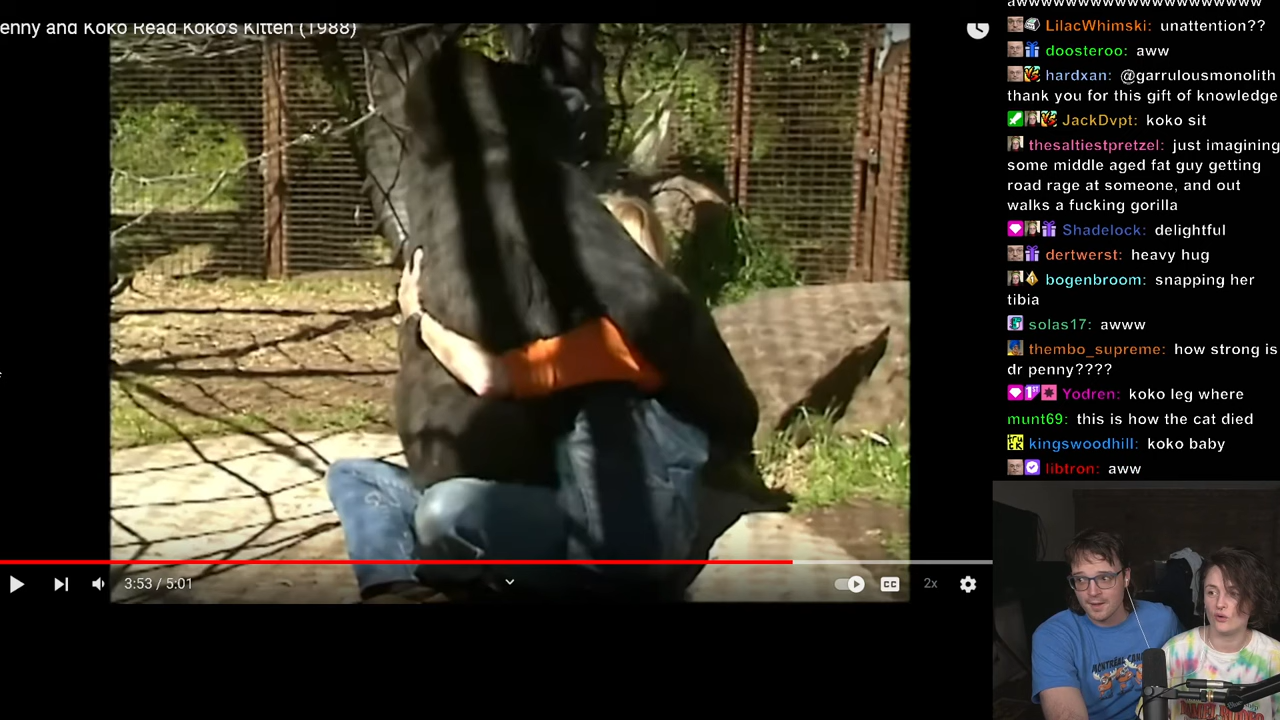 enny and Koko Read Koko's Kitten (1988)
LilacWhimski: unattention??
doosteroo: aww
hardxan: @garrulousmonolith
thank you for this gift of knowledge
JackDvpt: koko sit
thesaltiestpretzel: just imagining
some middle aged fat guy getting
road rage at someone, and out
walks a fucking gorilla
Shadelock: delightful
dertwerst: heavy hug
bogenbroom: snapping her
tibia
solas17: awww
thembo_supreme: how strong is
dr penny????
Yodren: koko leg where
munt69: this is how the cat died
kingswoodhill: koko baby
libtron: aww
3:53 / 5:01
CC
2x
MONTRÉAL